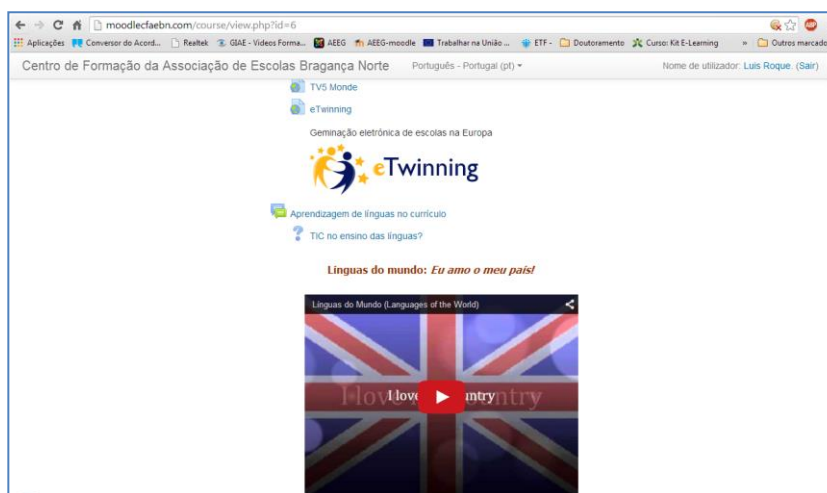 moodlecfaebn.com/course/view.php?id=6
Aplicações Conversor do Acord... Realtek GIAE - Videos Forma... AEEG AEEG-moodle Trabalhar na União ... ETF - Doutoramento Curso: Kit E-Learning » Outros marcado
Centro de Formação da Associação de Escolas Bragança Norte Português - Portugal (pt) Nome de utilizador: Luis Roque. (Sair)
TV5 Monde
eTwinning
Geminação eletrónica de escolas na Europa
eTwinning
Aprendizagem de línguas no currículo
TIC no ensino das línguas?
Línguas do mundo: Eu amo o meu país!
Línguas do Mundo (Languages of the World)
I love untry